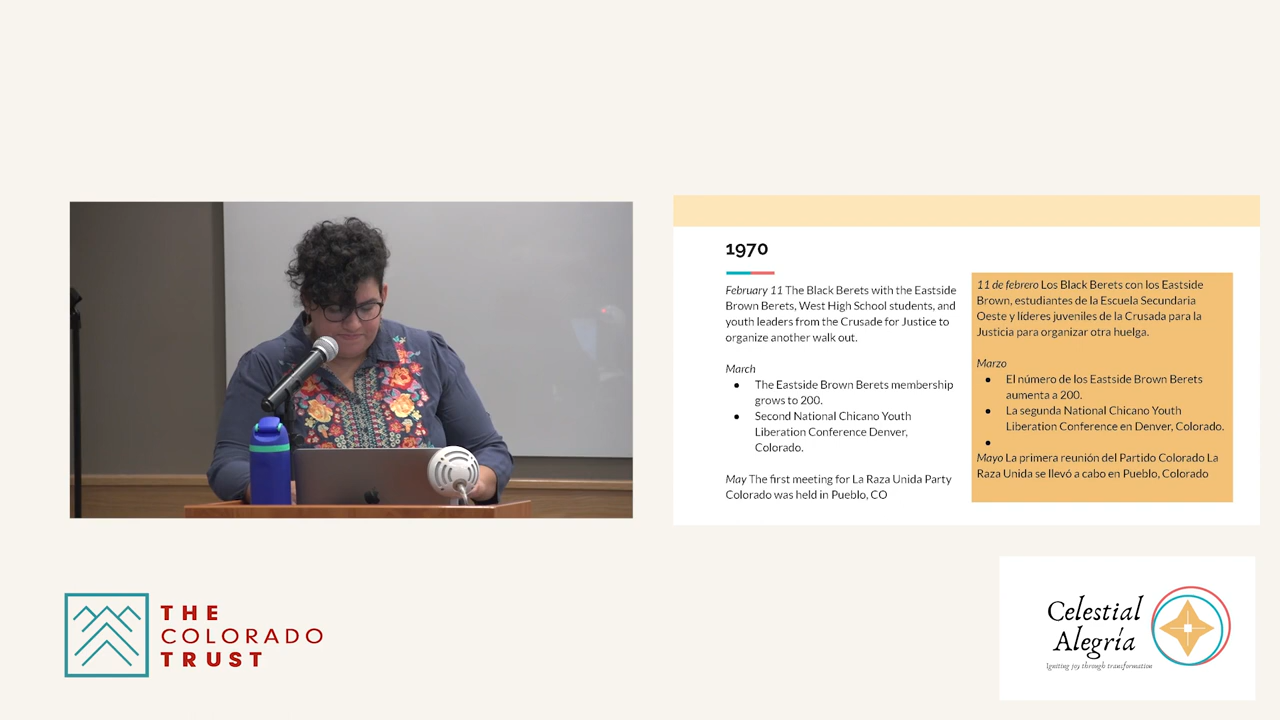 1970
February 11 The Black Berets with the Eastside
Brown Berets, West High School students, and
youth leaders from the Crusade for Justice to
organize another walk out.
March
● The Eastside Brown Berets membership
grows to 200.
● Second National Chicano Youth
Liberation Conference Denver,
Colorado.
May The first meeting for La Raza Unida Party
Colorado was held in Pueblo, CO
11 de febrero Los Black Berets con los Eastside
Brown, estudiantes de la Escuela Secundaria
Oeste y líderes juveniles de la Crusada para la
Justicia para organizar otra huelga.
Marzo
● El número de los Eastside Brown Berets
aumenta a 200.
● La segunda National Chicano Youth
Liberation Conference en Denver, Colorado.
●
Mayo La primera reunión del Partido Colorado La
Raza Unida se llevó a cabo en Pueblo, Colorado
THE
COLORADO
TRUST
Celestial
Alegría
Igniting joy through transformation